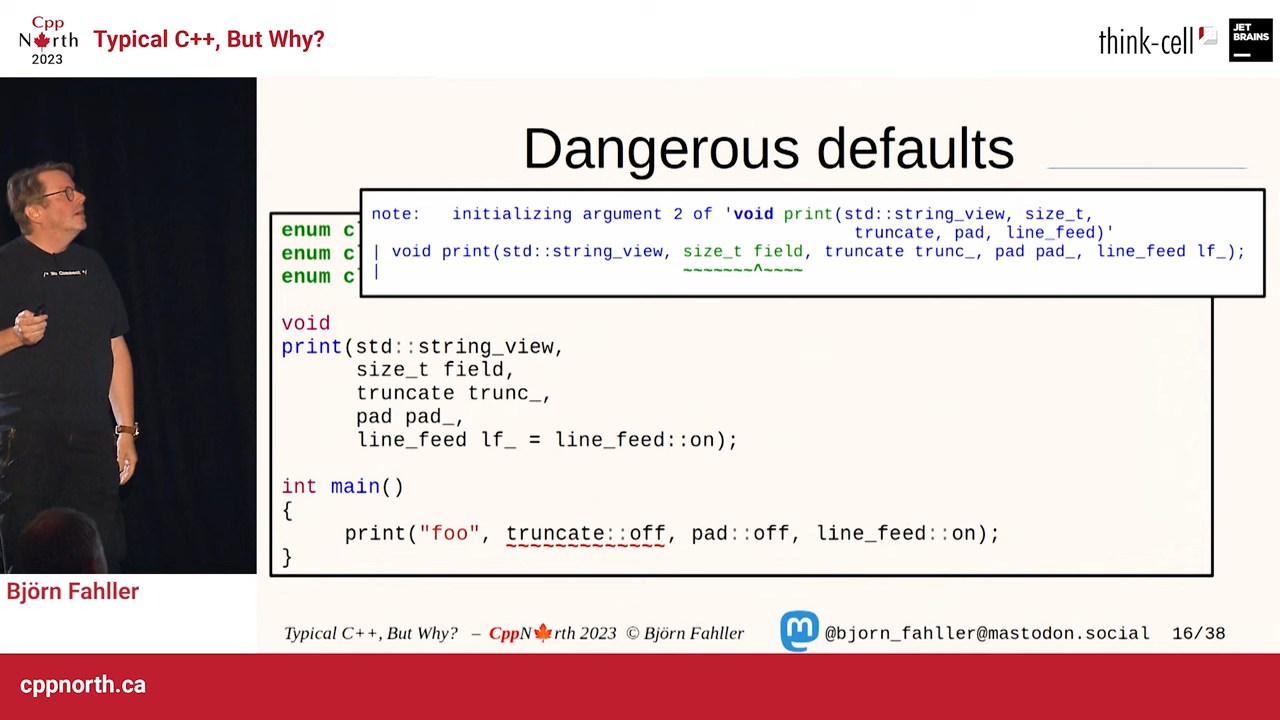 Cpp
North
2023
Typical C++, But Why?
think-cell
JET
BRAINS
Dangerous defaults
note:   initializing argument 2 of 'void print(std::string_view, size_t,
truncate, pad, line_feed)'
| void print(std::string_view, size_t field, truncate trunc_, pad pad_, line_feed lf_);
| ~~~~~~~^~~~~
enum c
enum c
enum c
void
print(std::string_view,
size_t field,
truncate trunc_,
pad pad_,
line_feed lf_ = line_feed::on);
int main()
{
print("foo", truncate::off, pad::off, line_feed::on);
}
/* No Comment. */
Björn Fahller
Typical C++, But Why? – CppN🍁rth 2023 © Björn Fahller
@bjorn_fahller@mastodon.social 16/38
cppnorth.ca